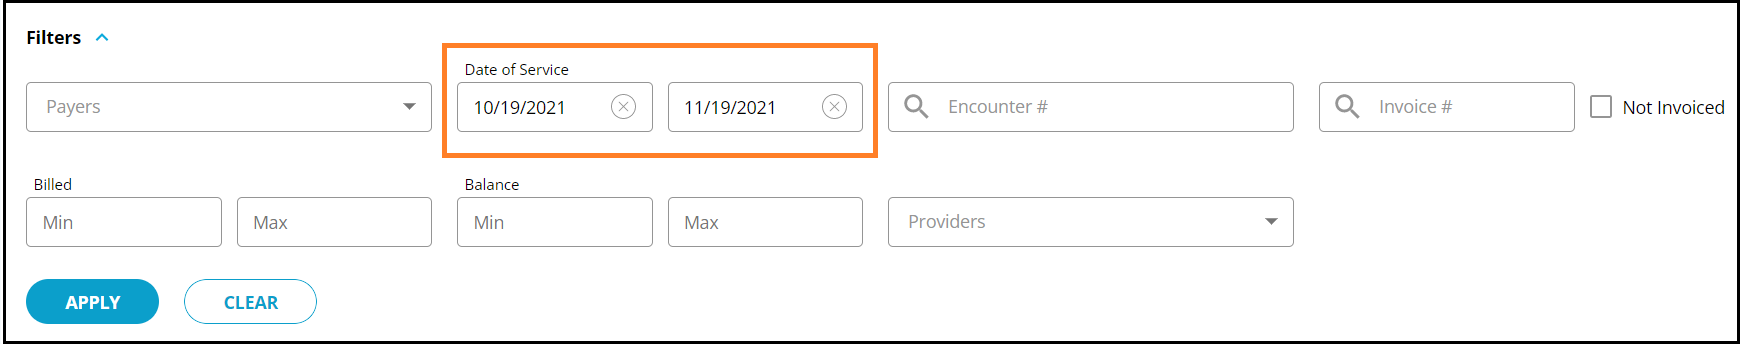 Filters
Date of Service
Payers
10/19/2021
11/19/2021
Encounter #
Invoice #
Not Invoiced
Billed
Balance
Min
Max
Min
Max
Providers
APPLY
CLEAR